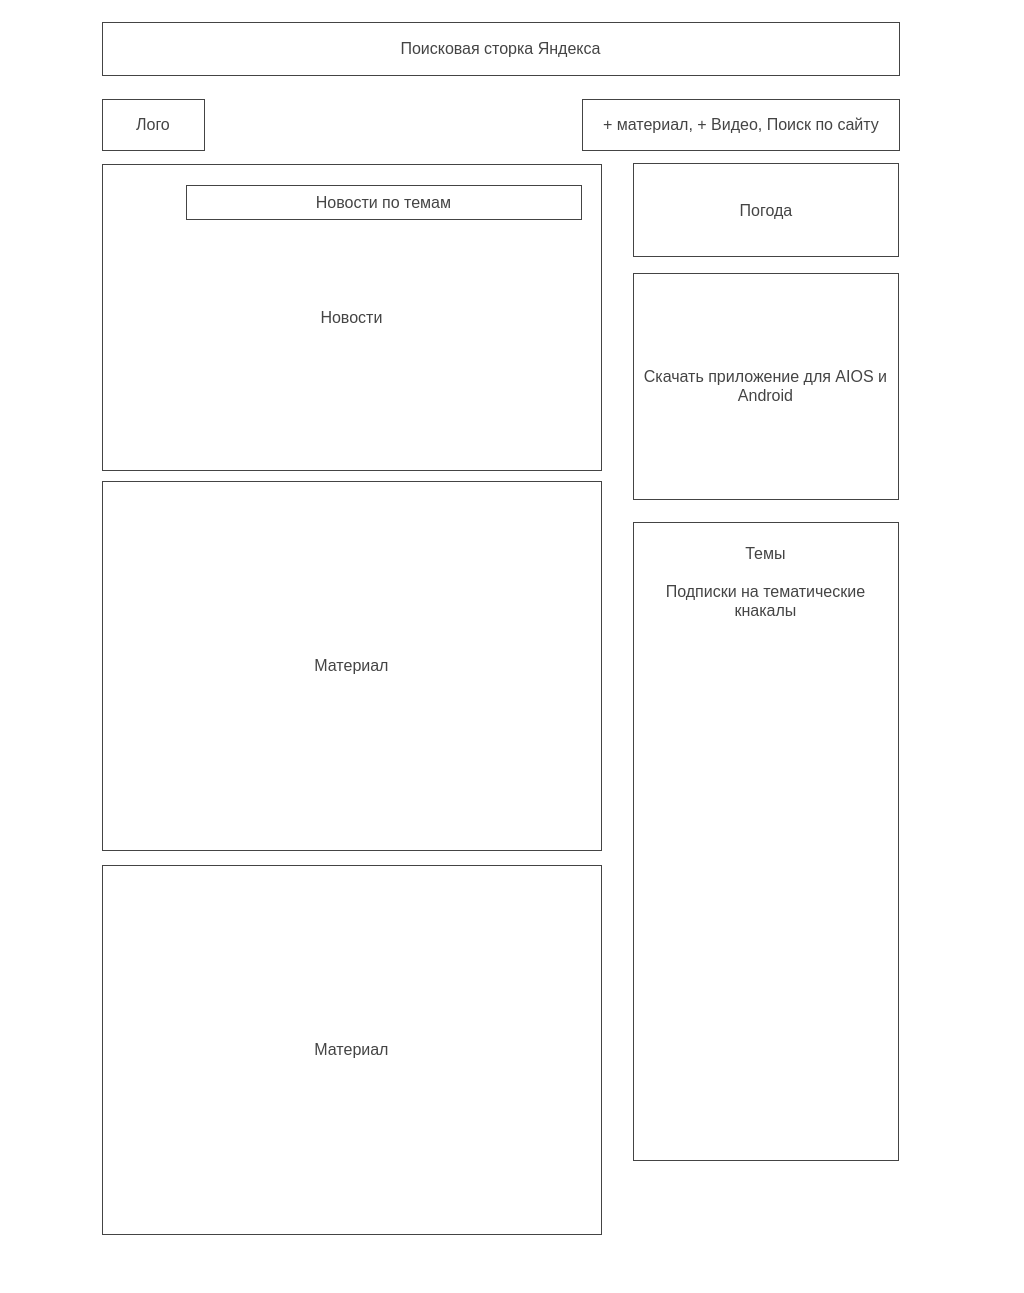 Поисковая сторка Яндекса
Лого
+ материал, + Видео, Поиск по сайту
Новости по темам
Новости
Погода
Скачать приложение для AIOS и
Android
Материал
Темы
Подписки на тематические
кнакалы
Материал